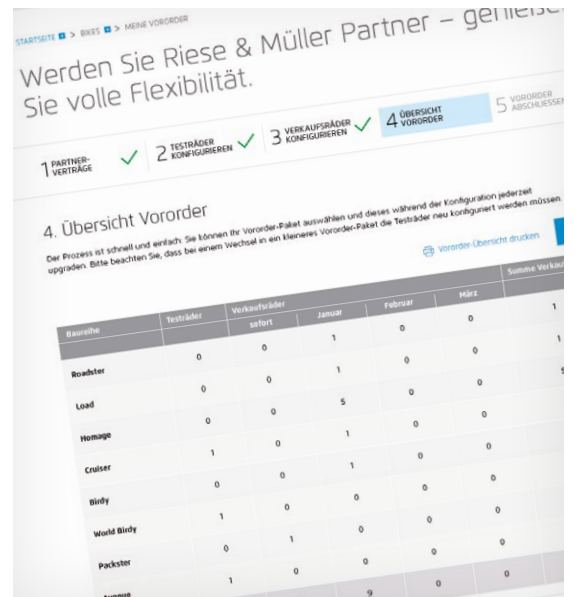 STARTSEITE > BIKES > MEINE VORORDER
Werden Sie Riese & Müller Partner – genieße
Sie volle Flexibilität.
1 PARTNER-
VERTRÄGE
2 TESTRÄDER
KONFIGURIEREN
3 VERKAUFSRÄDER
KONFIGURIEREN
4 ÜBERSICHT
VORORDER
5 VORORDER
ABSCHLIESSEN
4. Übersicht Vororder
Der Prozess ist schnell und einfach: Sie können Ihr Vororder-Paket auswählen und dieses während der Konfiguration jederzeit
upgraden. Bitte beachten Sie, dass bei einem Wechsel in ein kleineres Vororder-Paket die Testräder neu konfiguriert werden müssen.
Vororder-Übersicht drucken
Baureihe Testräder Verkaufsräder Summe Verkau
sofort Januar Februar März
Roadster 0 0 1 0 0 1
Load 0 0 1 0 0 1
Homage 0 0 5 0 0 5
Cruiser 1 0 1 0 0
Birdy 0 0 1 0 0
World Birdy 1 0 0 0 0
Packster 0 1 0 0 0
Avenue 1 0 0 0 0
9 0 0